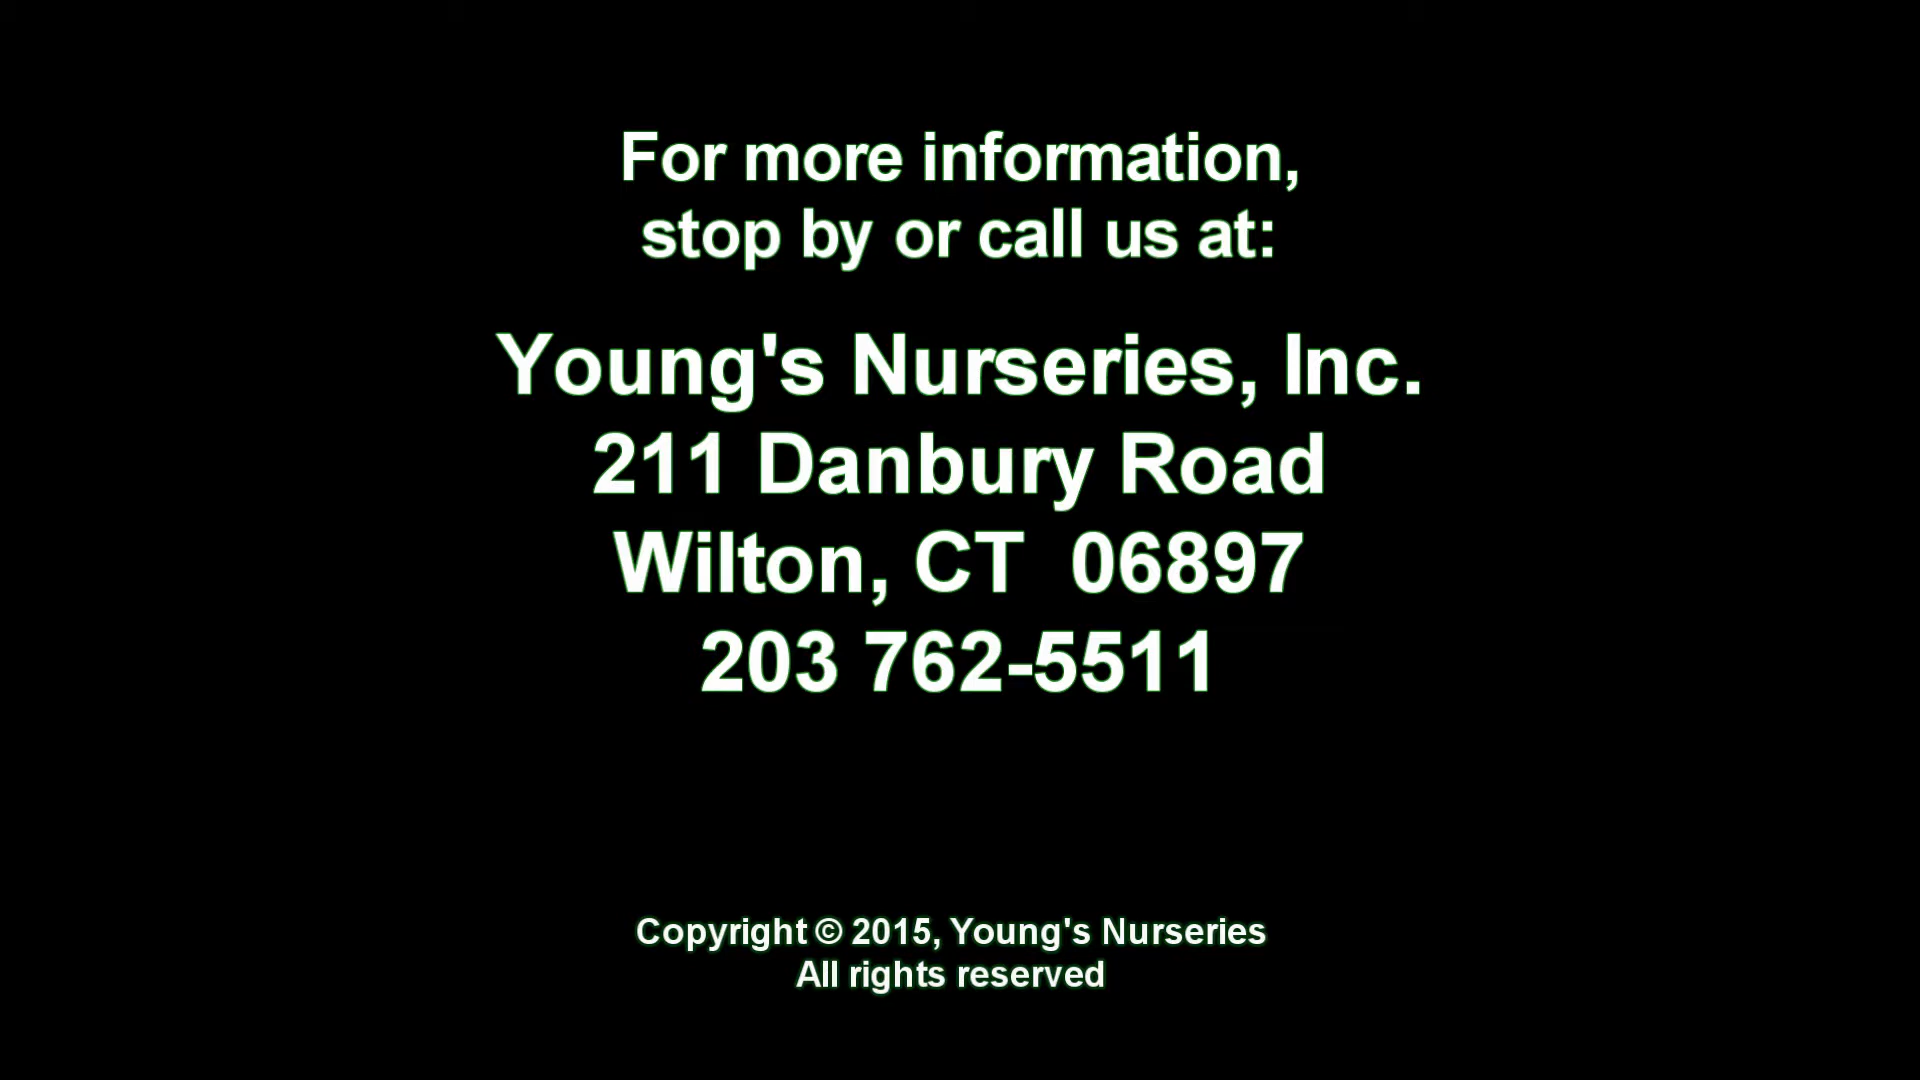 For more information,
stop by or call us at:
Young's Nurseries, Inc.
211 Danbury Road
Wilton, CT  06897
203 762-5511
Copyright © 2015, Young's Nurseries
All rights reserved